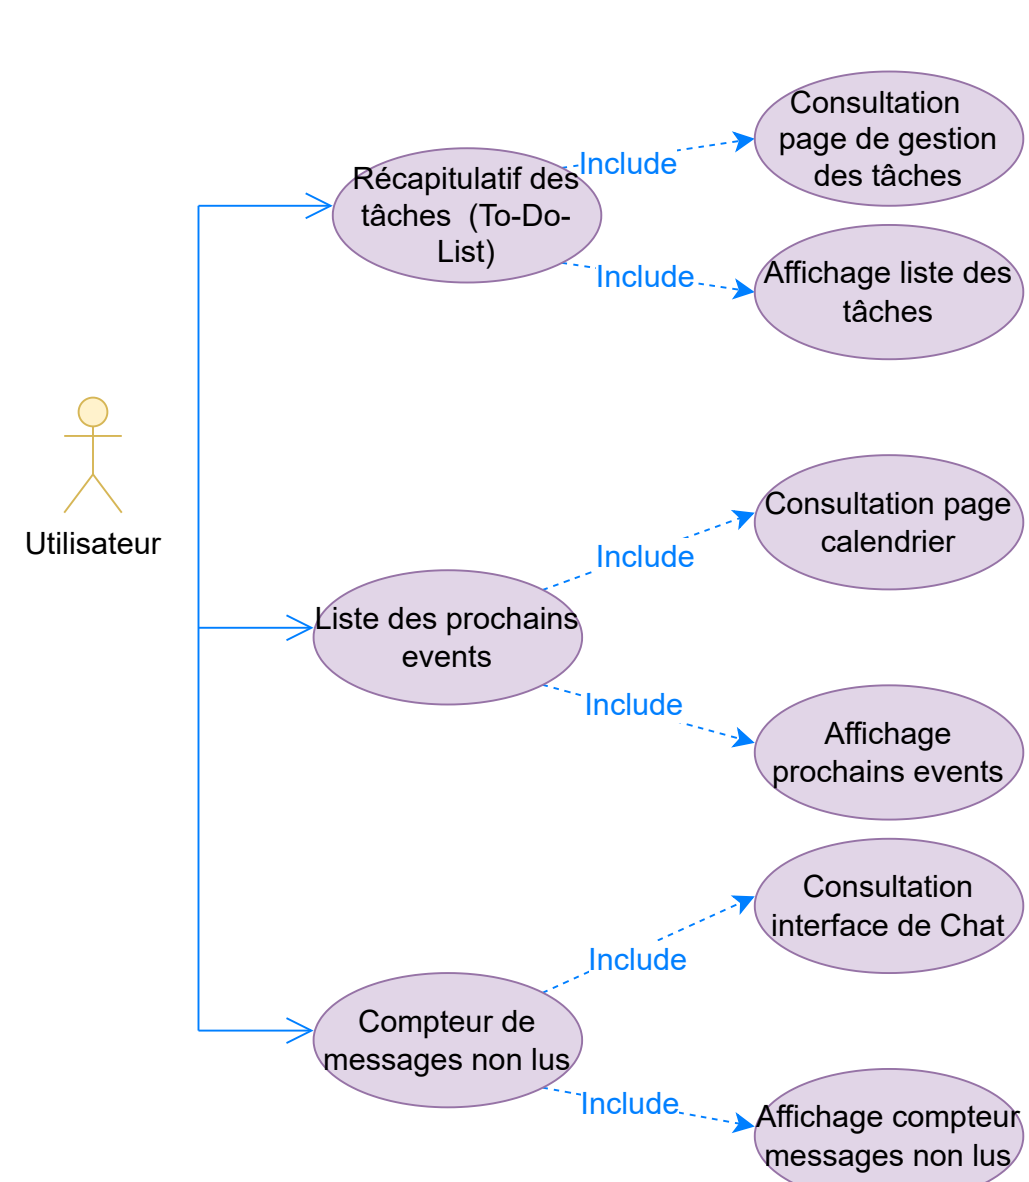 Consultation
page de gestion
des tâches
Include
Récapitulatif des
tâches (To-Do-
List)
Include
Affichage liste des
tâches
Utilisateur
Consultation page
calendrier
Include
Liste des prochains
events
Include
Affichage
prochains events
Consultation
interface de Chat
Include
Compteur de
messages non lus
Include
Affichage compteur
messages non lus